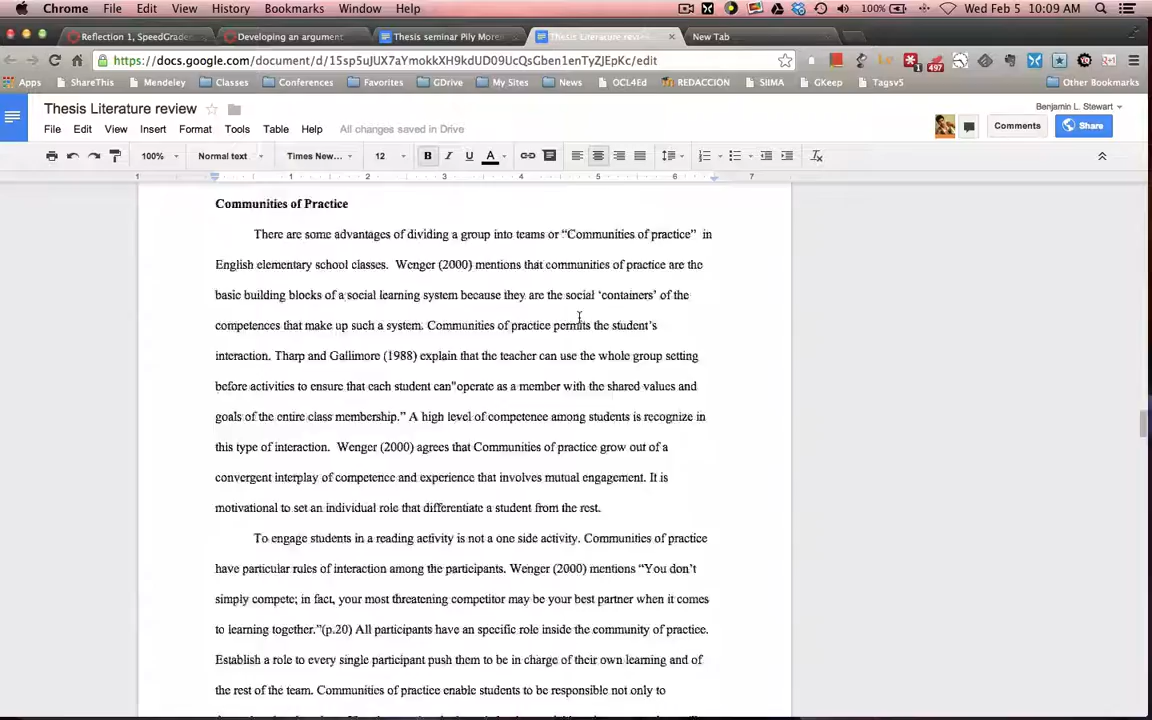 Chrome File Edit View History Bookmarks Window Help 100% Wed Feb 5 10:09 AM
Reflection 1, SpeedGrade Developing an argument Thesis seminar Pily More Thesis Literature revie New Tab
https://docs.google.com/document/d/15sp5uJUX7aYmokkXH9kdUD09UcQsGben1enTyZJEpKc/edit 497
Apps ShareThis Mendeley Classes Conferences Favorites GDrive My Sites News OCL4Ed REDACCION SIIMA GKeep Tagsv5 Other Bookmarks
Thesis Literature review Benjamin L. Stewart
File Edit View Insert Format Tools Table Help All changes saved in Drive Comments Share
100% Normal text Times New... 12 B I U A
1 1 2 3 4 5 6 7
Communities of Practice
There are some advantages of dividing a group into teams or “Communities of practice” in
English elementary school classes. Wenger (2000) mentions that communities of practice are the
basic building blocks of a social learning system because they are the social ‘containers’ of the
competences that make up such a system. Communities of practice permits the student’s
interaction. Tharp and Gallimore (1988) explain that the teacher can use the whole group setting
before activities to ensure that each student can"operate as a member with the shared values and
goals of the entire class membership.” A high level of competence among students is recognize in
this type of interaction. Wenger (2000) agrees that Communities of practice grow out of a
convergent interplay of competence and experience that involves mutual engagement. It is
motivational to set an individual role that differentiate a student from the rest.
To engage students in a reading activity is not a one side activity. Communities of practice
have particular rules of interaction among the participants. Wenger (2000) mentions “You don’t
simply compete; in fact, your most threatening competitor may be your best partner when it comes
to learning together.”(p.20) All participants have an specific role inside the community of practice.
Establish a role to every single participant push them to be in charge of their own learning and of
the rest of the team. Communities of practice enable students to be responsible not only to